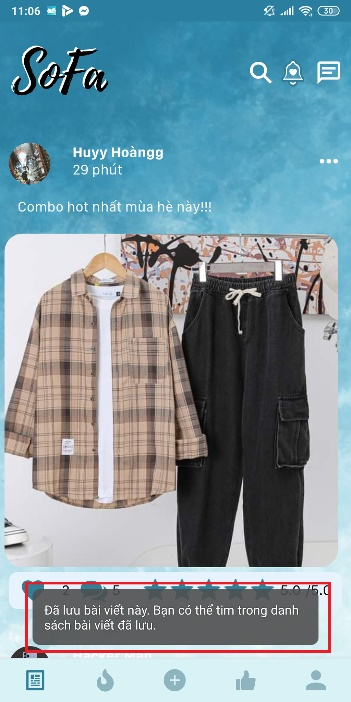 11:06
30
SoFa
Huyy Hoàngg
29 phút
Combo hot nhất mùa hè này!!!
2 5 5.0 /5.0
Đã lưu bài viết này. Bạn có thể tìm trong danh
sách bài viết đã lưu.